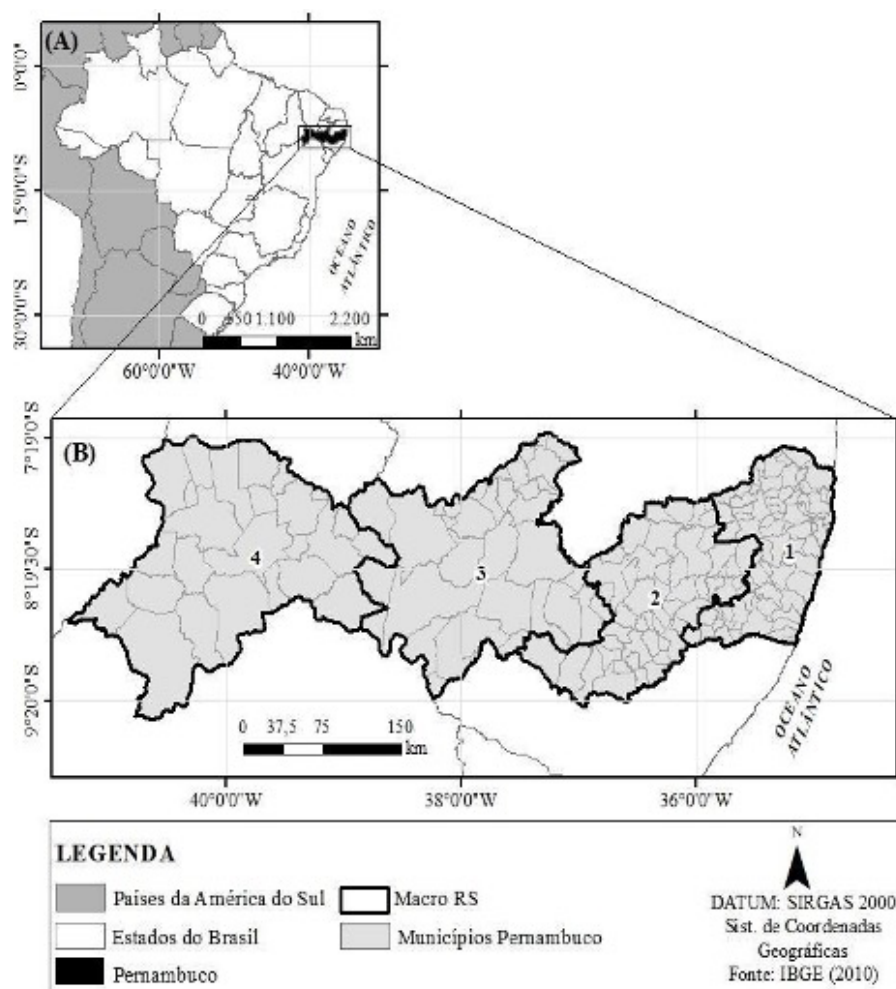 (A)
0°0'0"
15°0'0"S
30°0'0"S
OCEANO
ATLÂNTICO
0 550 1.100 2.200
km
60°0'0"W 40°0'0"W
(B)
7°19'0"S
8°19'30"S
9°20'0"S
4
3
2
1
OCEANO
ATLÂNTICO
0 37,5 75 150
km
40°0'0"W 38°0'0"W 36°0'0"W
LEGENDA
Países da América do Sul
Macro RS
Estados do Brasil
Municípios Pernambuco
Pernambuco
N
DATUM: SIRGAS 2000
Sist. de Coordenadas
Geográficas
Fonte: IBGE (2010)